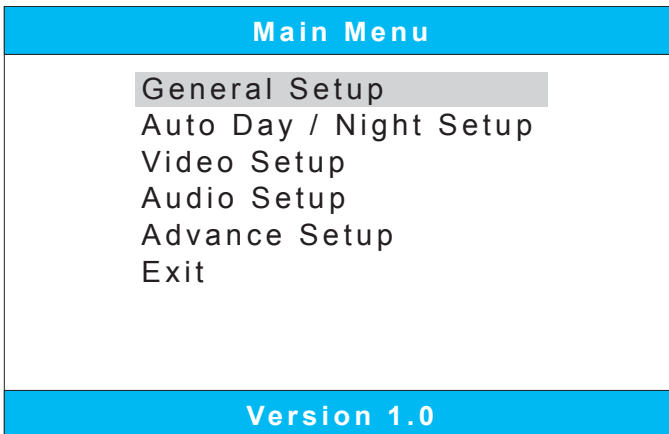 Main Menu
General Setup
Auto Day / Night Setup
Video Setup
Audio Setup
Advance Setup
Exit
Version 1.0